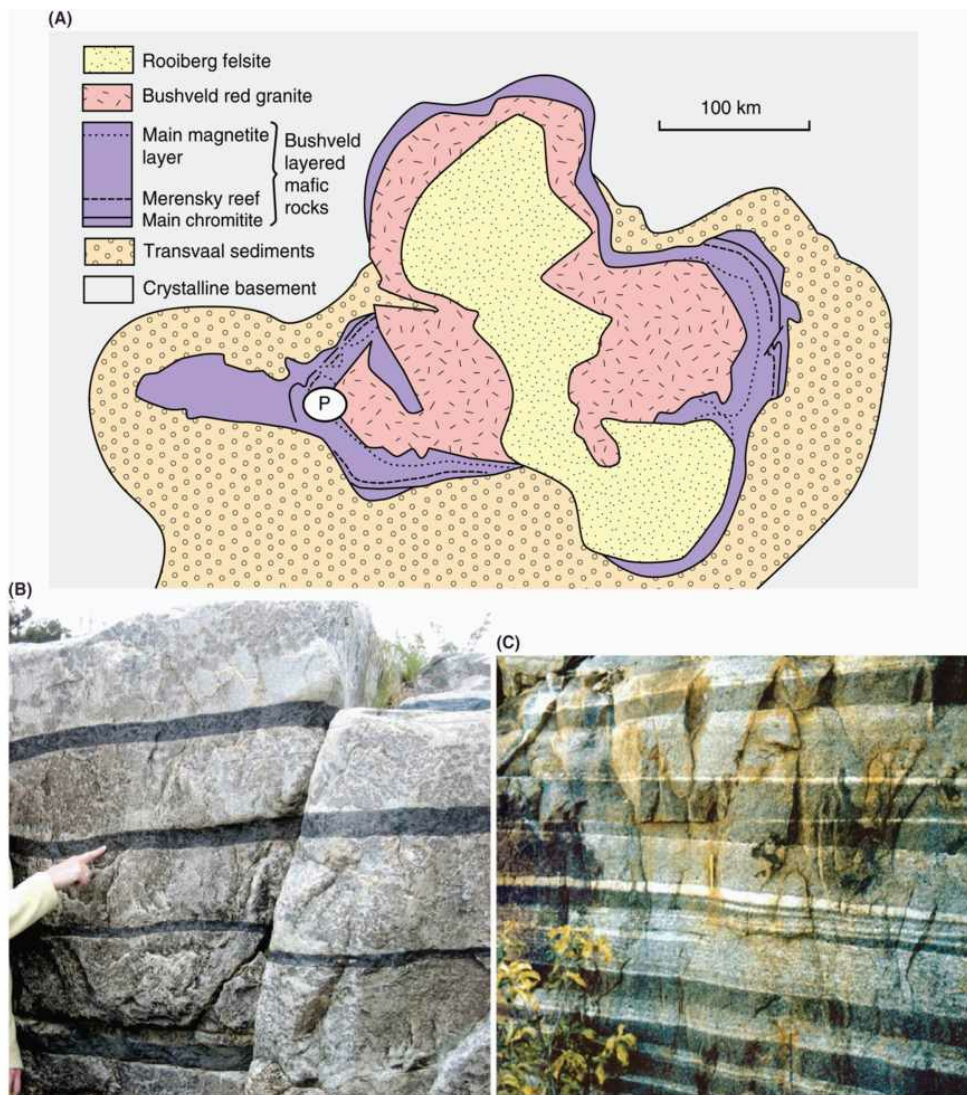 (A)
Rooiberg felsite
Bushveld red granite
Main magnetite
layer
Merensky reef
Main chromitite
Bushveld
layered
mafic
rocks
Transvaal sediments
Crystalline basement
100 km
P
(B)
(C)